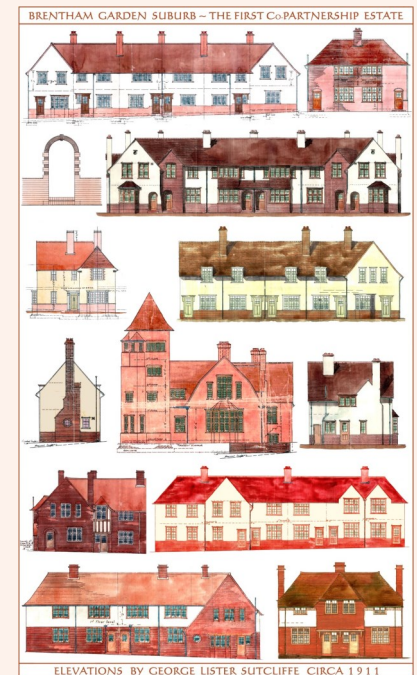 BRENTHAM GARDEN SUBURB ~ THE FIRST Co-PARTNERSHIP ESTATE
ELEVATIONS BY GEORGE LISTER SUTCLIFFE CIRCA 1911